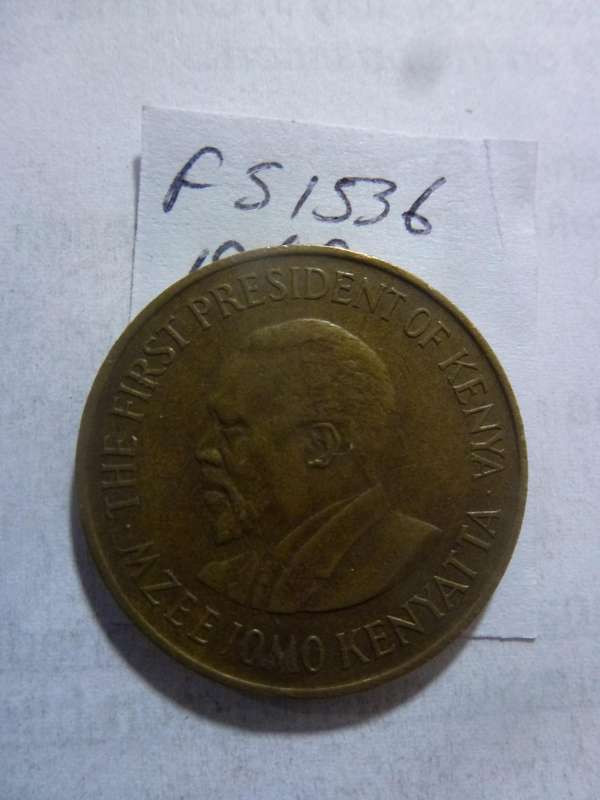 FS1536
THE FIRST PRESIDENT OF KENYA
MZEE JOMO KENYATTA